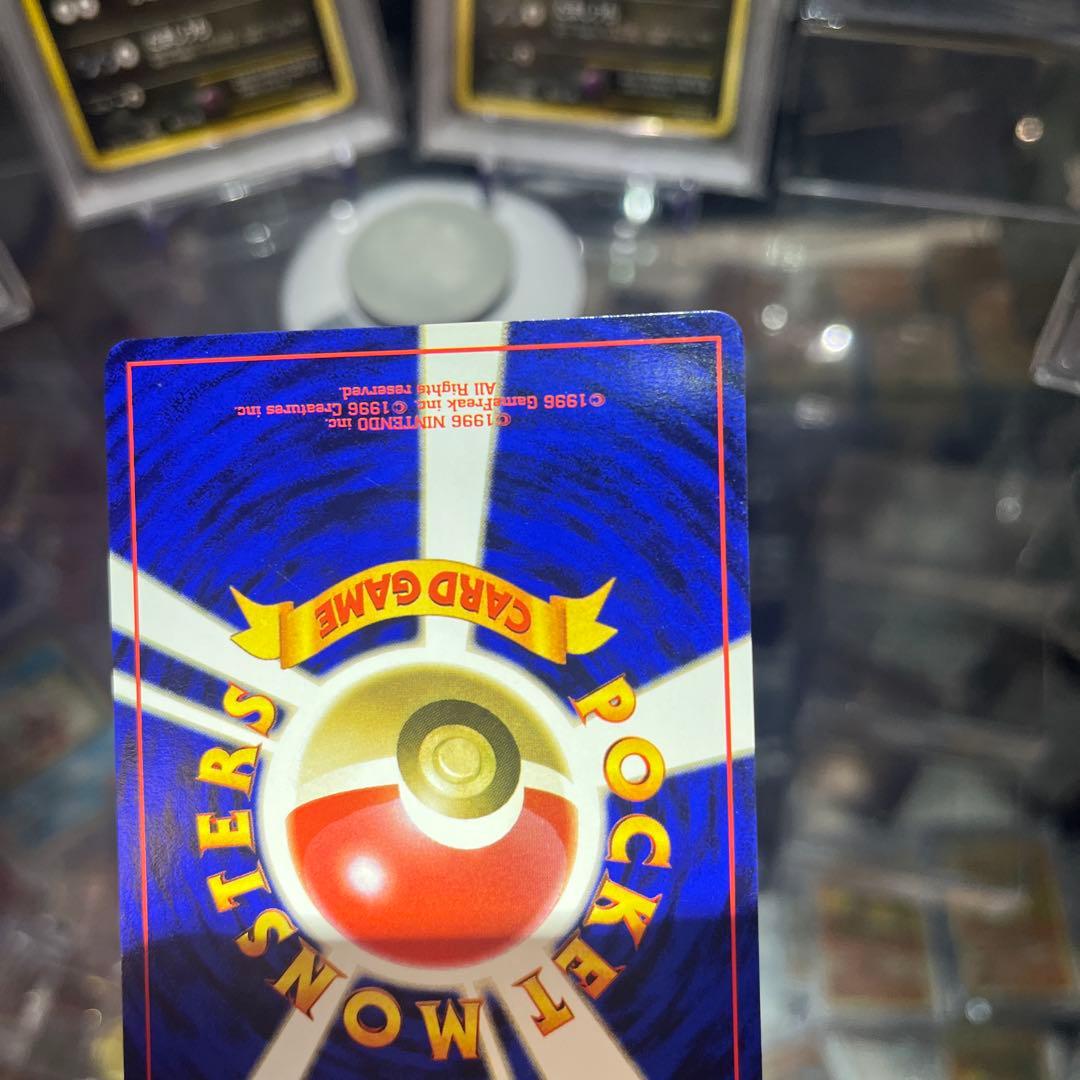 POCKET MONSTERS
CARD GAME
©1996 NINTENDO inc. ©1996 Creatures inc.
©1996 GameFreak inc. All Rights reserved.